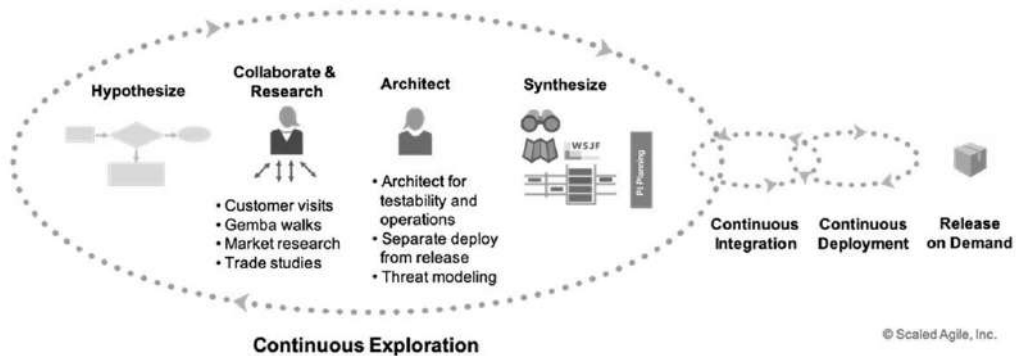 Hypothesize
Collaborate &
Research
• Customer visits
• Gemba walks
• Market research
• Trade studies
Architect
• Architect for
testability and
operations
• Separate deploy
from release
• Threat modeling
Synthesize
WSJF
PI Planning
Continuous
Integration
Continuous
Deployment
Release
on Demand
Continuous Exploration
© Scaled Agile, Inc.